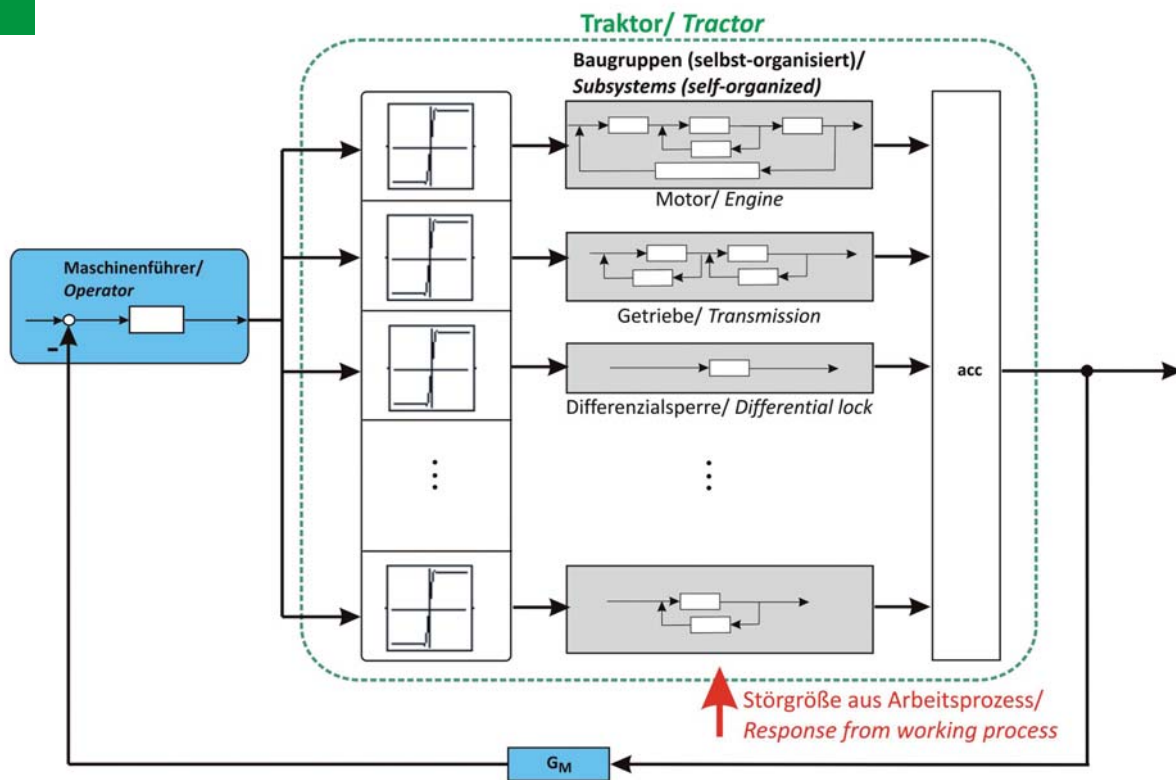 Traktor/ Tractor
Baugruppen (selbst-organisiert)/
Subsystems (self-organized)
Motor/ Engine
Maschinenführer/
Operator
-
Getriebe/ Transmission
acc
Differenzialsperre/ Differential lock
Störgröße aus Arbeitsprozess/
Response from working process
GM